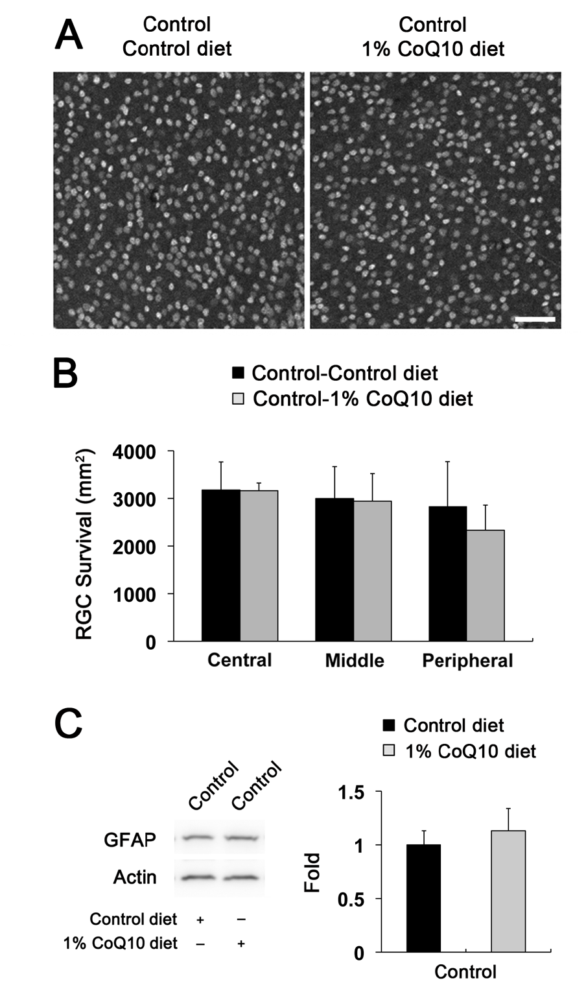 A
Control
Control diet
Control
1% CoQ10 diet
B
Control-Control diet
Control-1% CoQ10 diet
RGC Survival (mm²)
4000
3000
2000
1000
0
Central
Middle
Peripheral
C
Control
Control
GFAP
Actin
Control diet + –
1% CoQ10 diet – +
Control diet
1% CoQ10 diet
Fold
1.5
1
0.5
0
Control